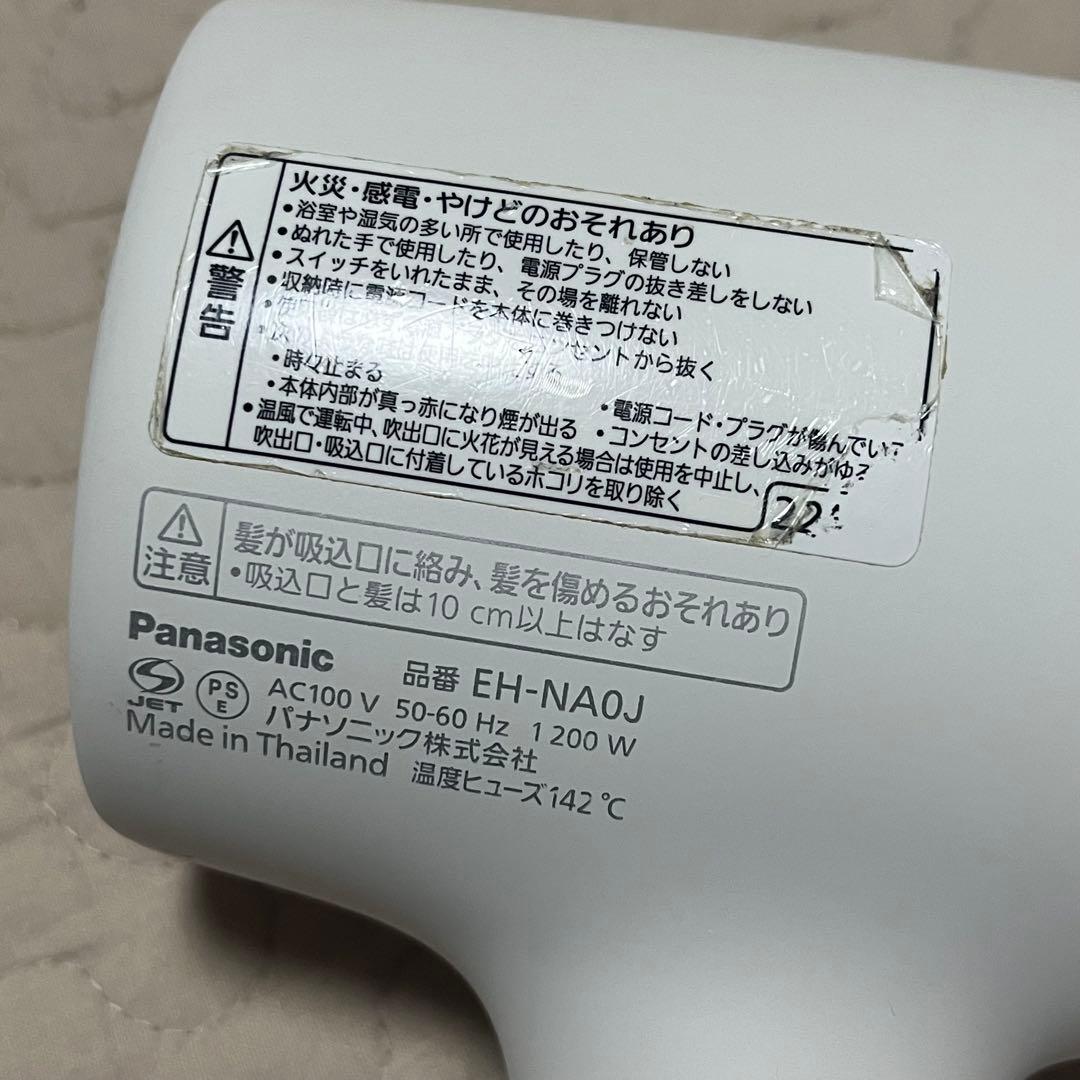 警告
火災・感電・やけどのおそれあり
・浴室や湿気の多い所で使用したり、保管しない
・ぬれた手で使用したり、電源プラグの抜き差しをしない
・スイッチをいれたまま、その場を離れない
・収納時に電源コードを本体に巻きつけない
ンセントから抜く
・時々止まる
・本体内部が真っ赤になり煙が出る
・電源コード・プラグが傷んでいて
・コンセントの差し込みがゆる
・温風で運転中、吹出口に火花が見える場合は使用を中止し、
吹出口・吸込口に付着しているホコリを取り除く
22
注意
髪が吸込口に絡み、髪を傷めるおそれあり
・吸込口と髪は10 cm以上はなす
Panasonic 品番 EH-NA0J
JET PSE AC100 V 50-60 Hz 1 200 W
パナソニック株式会社
Made in Thailand 温度ヒューズ142 ℃